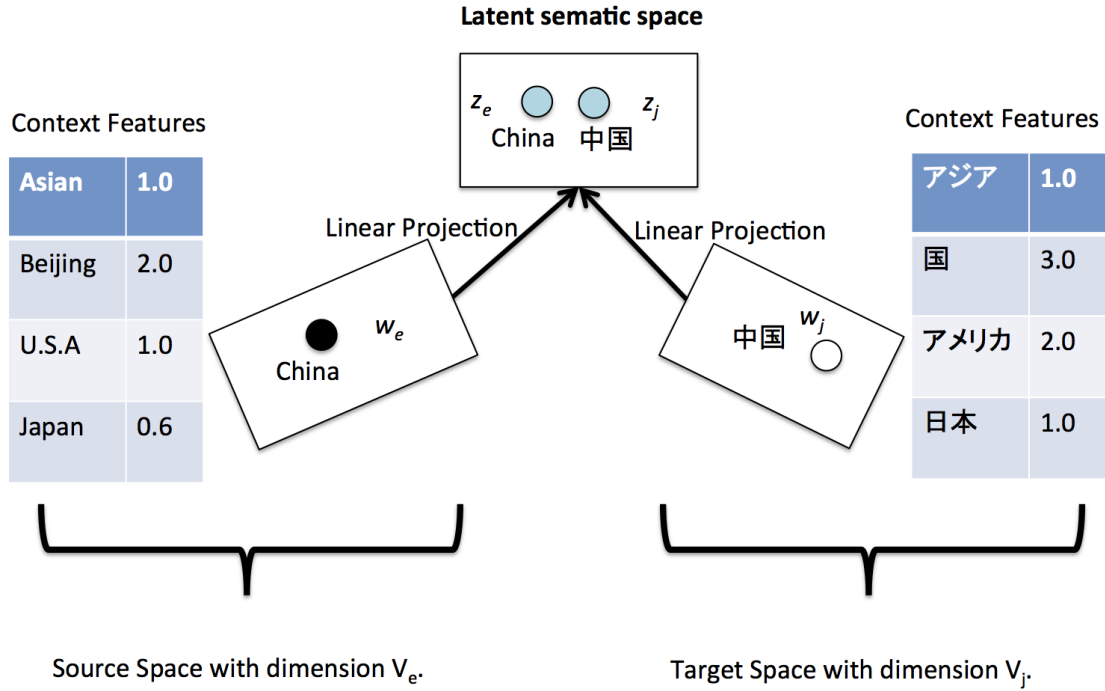 Latent sematic space
z_e
z_j
China
中国
Context Features
Asian 1.0
Beijing 2.0
U.S.A 1.0
Japan 0.6
Linear Projection
w_e
China
Linear Projection
w_j
中国
Context Features
アジア 1.0
国 3.0
アメリカ 2.0
日本 1.0
Source Space with dimension V_e.
Target Space with dimension V_j.